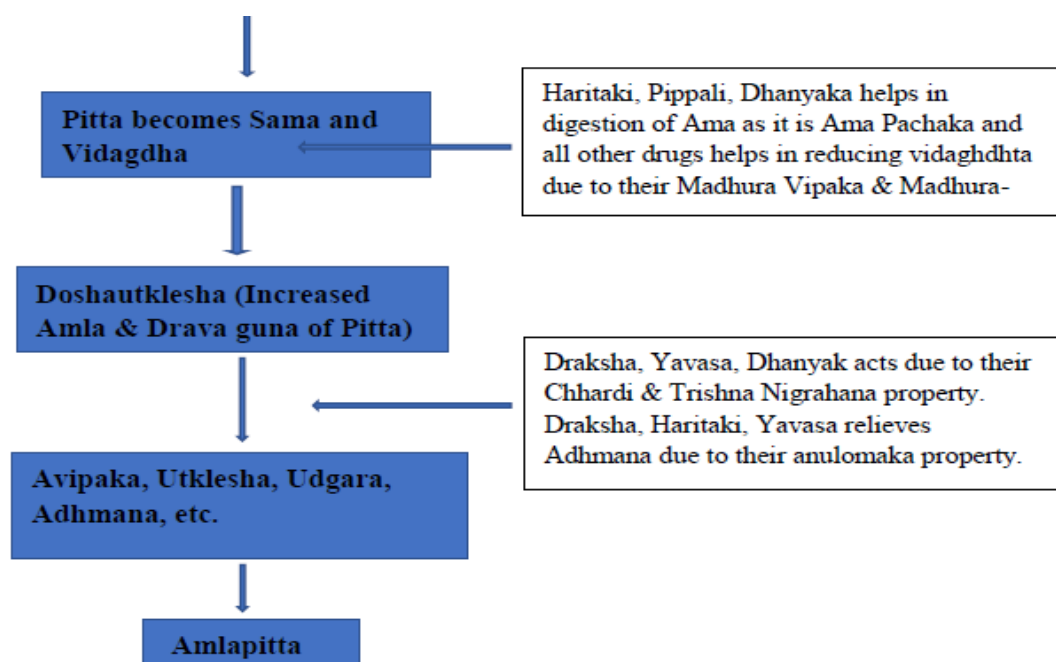 Pitta becomes Sama and
Vidagdha
Haritaki, Pippali, Dhanyaka helps in
digestion of Ama as it is Ama Pachaka and
all other drugs helps in reducing vidaghdhta
due to their Madhura Vipaka & Madhura-
Doshautklesha (Increased
Amla & Drava guna of Pitta)
Draksha, Yavasa, Dhanyak acts due to their
Chhardi & Trishna Nigrahana property.
Draksha, Haritaki, Yavasa relieves
Adhmana due to their anulomaka property.
Avipaka, Utklesha, Udgara,
Adhmana, etc.
Amlapitta